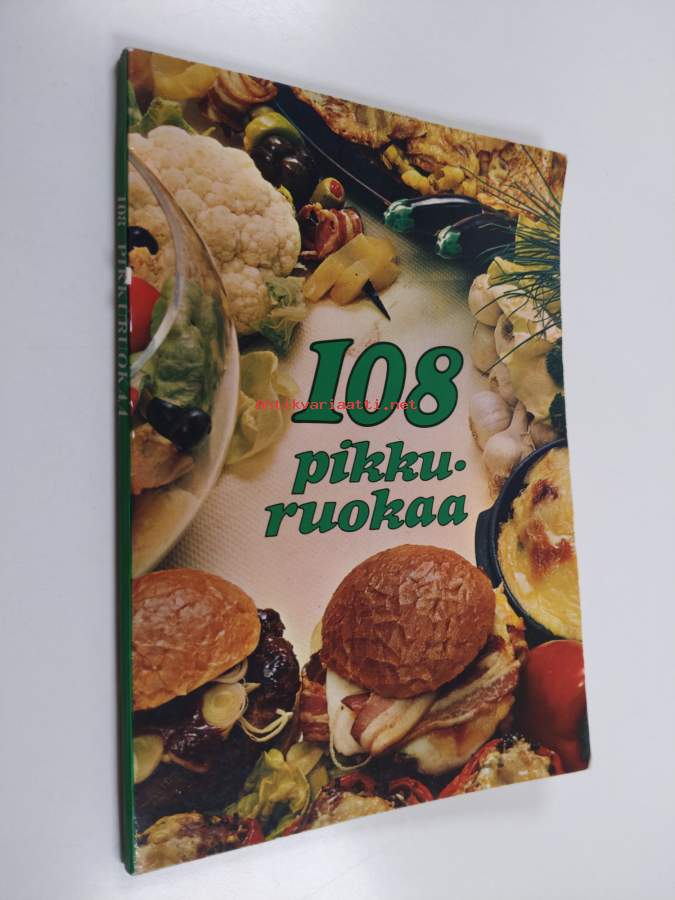 108 PIKKURUOKAA
108
antikvariaatti.net
pikku-
ruokaa